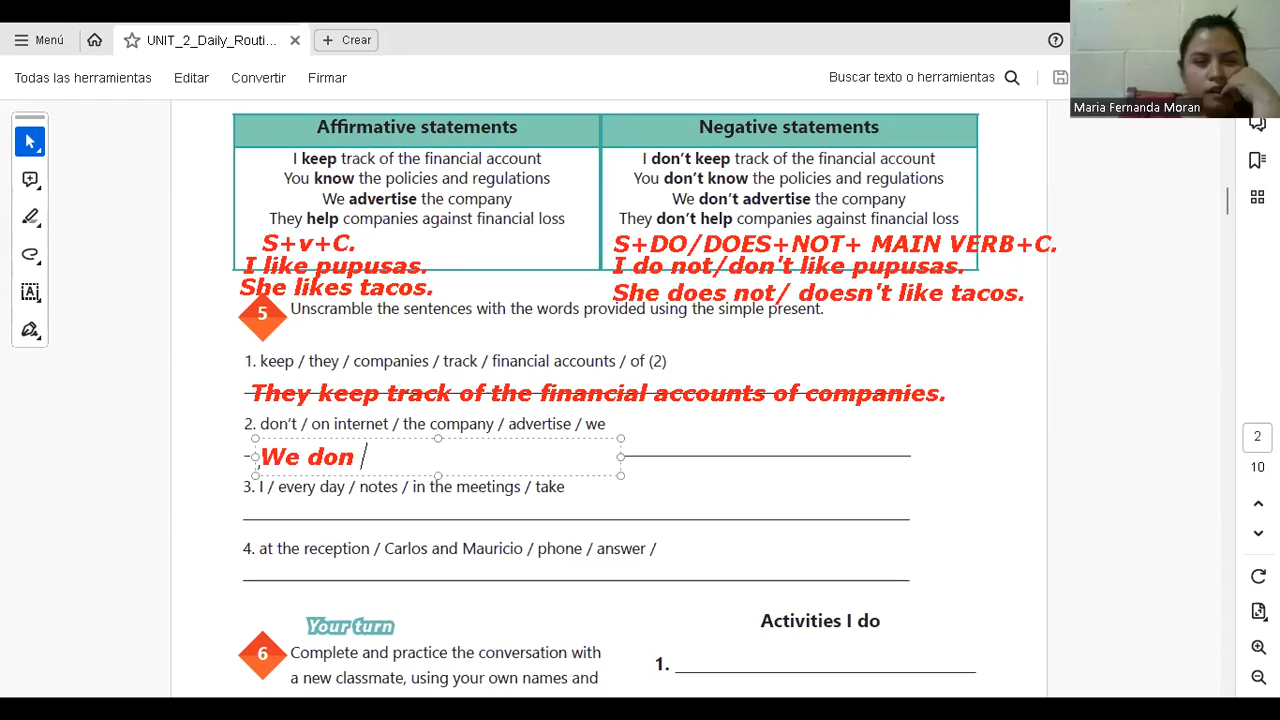 Menú
UNIT_2_Daily_Routi...
Crear
Todas las herramientas
Editar
Convertir
Firmar
Buscar texto o herramientas
Maria Fernanda Moran
Affirmative statements
Negative statements
I keep track of the financial account
You know the policies and regulations
We advertise the company
They help companies against financial loss
S+v+C.
I like pupusas.
She likes tacos.
I don't keep track of the financial account
You don't know the policies and regulations
We don't advertise the company
They don't help companies against financial loss
S+DO/DOES+NOT+ MAIN VERB+C.
I do not/don't like pupusas.
She does not/ doesn't like tacos.
5 Unscramble the sentences with the words provided using the simple present.
1. keep / they / companies / track / financial accounts / of (2)
They keep track of the financial accounts of companies.
2. don't / on internet / the company / advertise / we
We don
3. I / every day / notes / in the meetings / take
4. at the reception / Carlos and Mauricio / phone / answer /
Your turn
6 Complete and practice the conversation with
a new classmate, using your own names and
Activities I do
1.
2
10